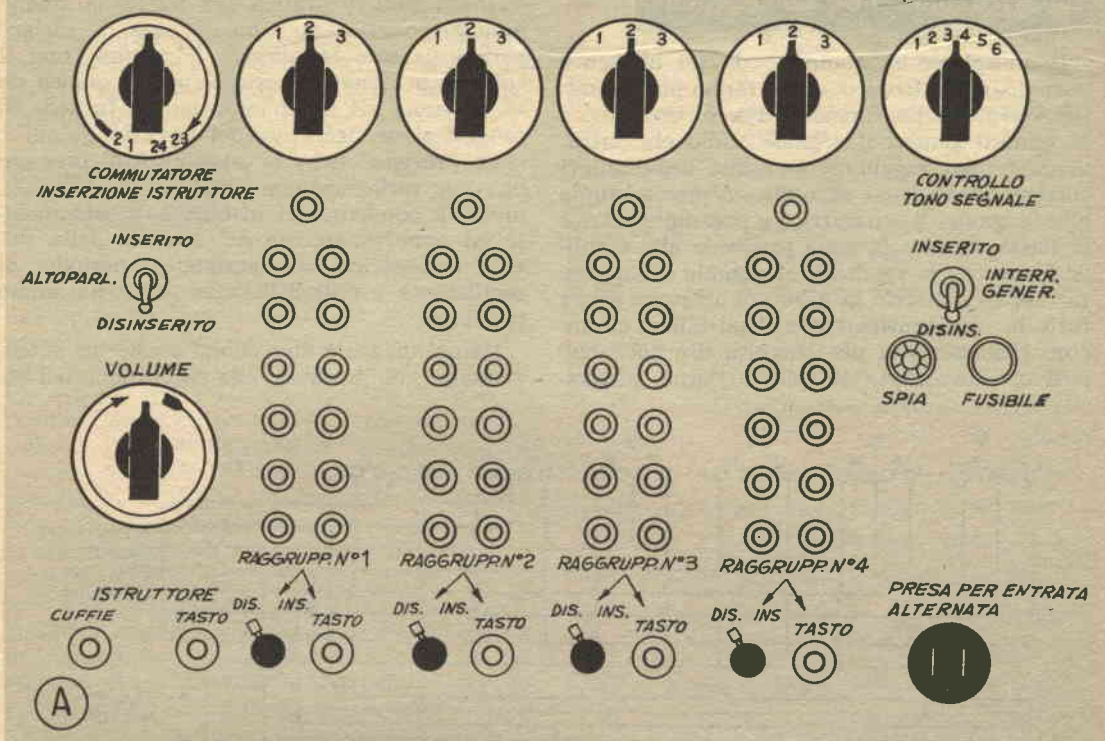 1 2 3
1 2 3
1 2 3
1 2 3
1 2 3 4 5 6
2 1 24 23
COMMUTATORE
INSERZIONE ISTRUTTORE
CONTROLLO
TONO SEGNALE
INSERITO
ALTOPARL.
DISINSERITO
INSERITO
INTERR.
GENER.
DISINS.
SPIA
FUSIBILE
VOLUME
RAGGRUPP. N°1
RAGGRUPP. N°2
RAGGRUPP. N°3
RAGGRUPP. N°4
ISTRUTTORE
CUFFIE
TASTO
DIS. INS.
TASTO
DIS. INS.
TASTO
DIS. INS.
TASTO
DIS. INS
TASTO
PRESA PER ENTRATA
ALTERNATA
A